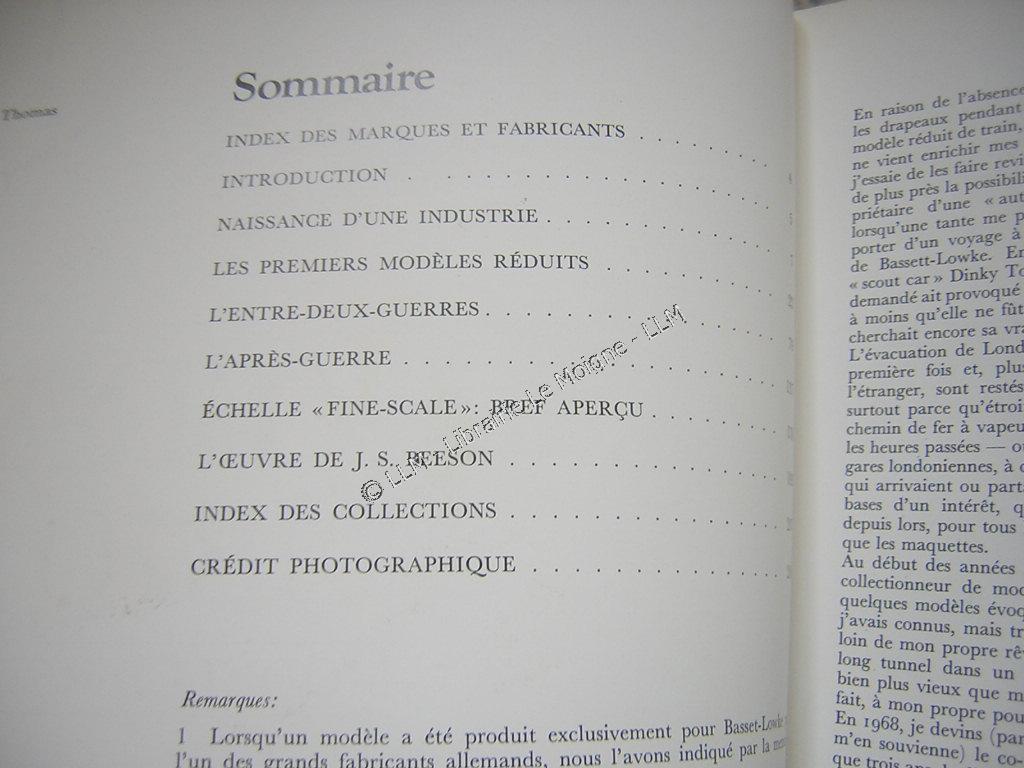 Thomas
Sommaire
INDEX DES MARQUES ET FABRICANTS
INTRODUCTION
NAISSANCE D'UNE INDUSTRIE
LES PREMIERS MODÈLES RÉDUITS
L'ENTRE-DEUX-GUERRES
L'APRÈS-GUERRE
ÉCHELLE «FINE-SCALE»: BREF APERÇU
L'ŒUVRE DE J. S. BEESON
INDEX DES COLLECTIONS
CRÉDIT PHOTOGRAPHIQUE
Remarques:
1 Lorsqu'un modèle a été produit exclusivement pour Basset-Lowke
l'un des grands fabricants allemands, nous l'avons indiqué par la
© LLM - Librairie Le Moigne - LLM
En raison de l'absence
les drapeaux pendant
modèle réduit de train,
ne vient enrichir mes
j'essaie de les faire revi
de plus près la possibili
priétaire d'une «aut
lorsqu'une tante me p
porter d'un voyage à
de Bassett-Lowke. En
«scout car» Dinky To
demandé ait provoqué
à moins qu'elle ne fût
cherchait encore sa vra
L'évacuation de Lond
première fois et, plus
l'étranger, sont restés
surtout parce qu'étroi
chemin de fer à vapeu
les heures passées — o
gares londoniennes, à
qui arrivaient ou part
bases d'un intérêt, q
depuis lors, pour tous
que les maquettes.
Au début des années
collectionneur de mod
quelques modèles évoq
j'avais connus, mais tr
loin de mon propre rê
long tunnel dans un
bien plus vieux que m
fait, à mon propre pou
En 1968, je devins (par
m'en souvienne) le co-
que trois ans